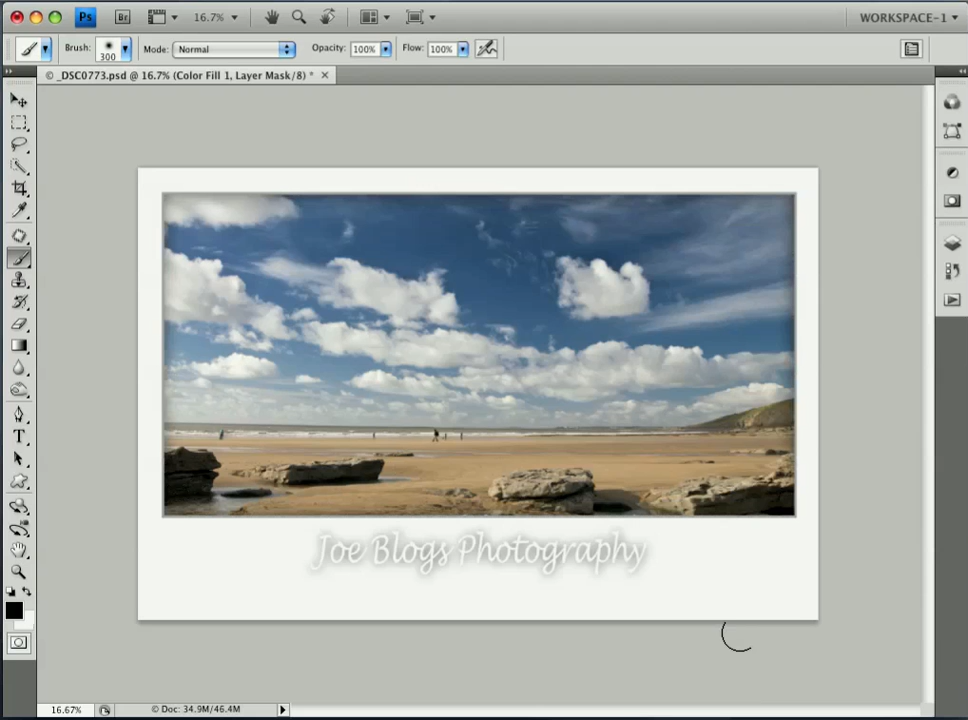 Ps Br 16.7% WORKSPACE-1
Brush: 300 Mode: Normal Opacity: 100% Flow: 100%
© _DSC0773.psd @ 16.7% (Color Fill 1, Layer Mask/8) *
T
Joe Blogs Photography
16.67% © Doc: 34.9M/46.4M